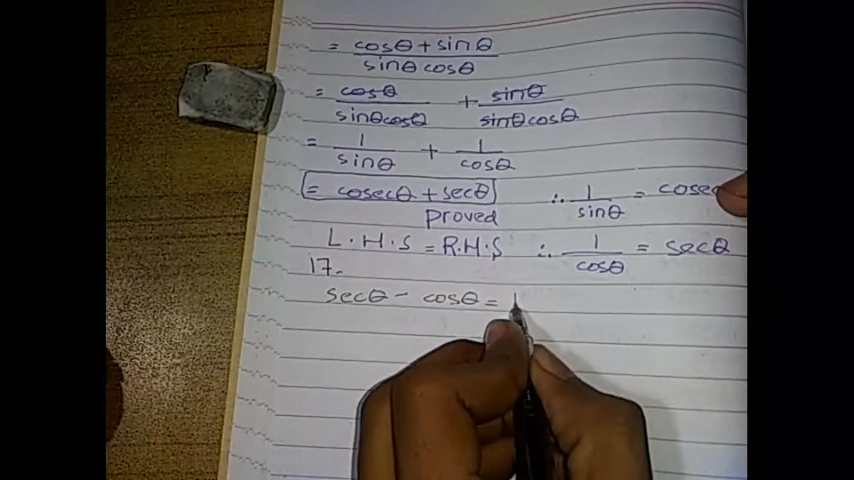 = cosθ + sinθ / sinθ cosθ
= cosθ / sinθcosθ + sinθ / sinθcosθ
= 1 / sinθ + 1 / cosθ
= cosecθ + secθ ∴ 1 / sinθ = cosec
Proved
L.H.S = R.H.S ∴ 1 / cosθ = secθ
17.
secθ - cosθ =